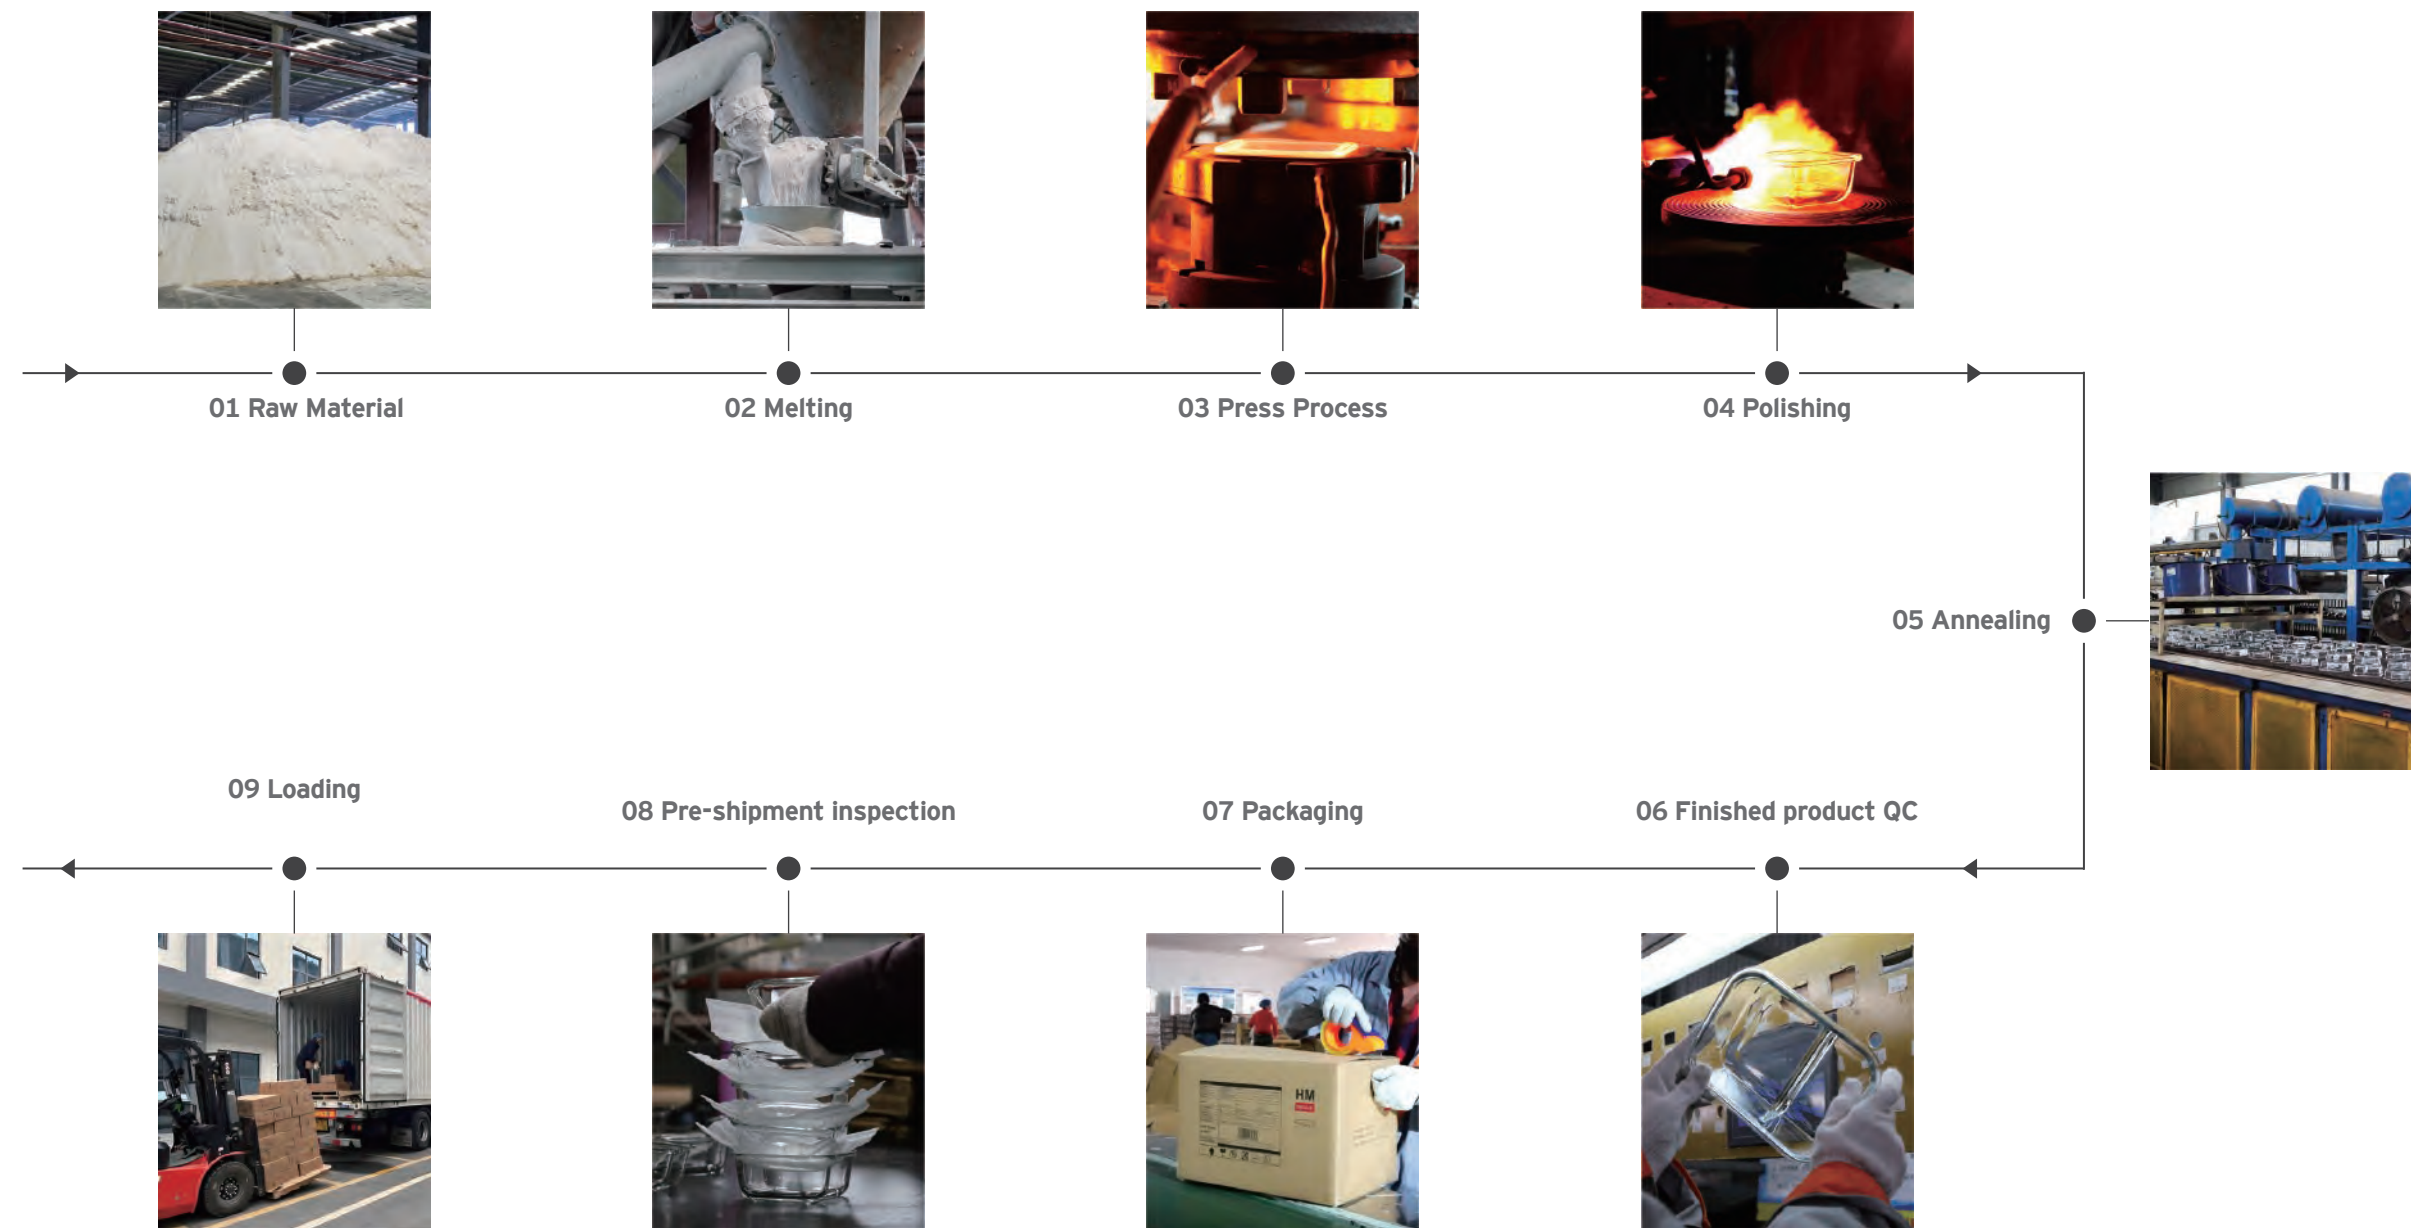 01 Raw Material
02 Melting
03 Press Process
04 Polishing
05 Annealing
06 Finished product QC
07 Packaging
08 Pre-shipment inspection
09 Loading
HM